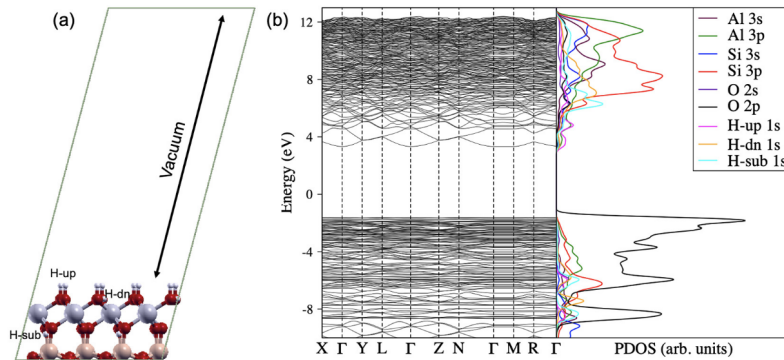 (a)
Vacuum
H-up
H-dn
H-sub
(b)
Energy (eV)
12
8
4
0
-4
-8
X Γ Y L Γ Z N Γ M R Γ
PDOS (arb. units)
Al 3s
Al 3p
Si 3s
Si 3p
O 2s
O 2p
H-up 1s
H-dn 1s
H-sub 1s